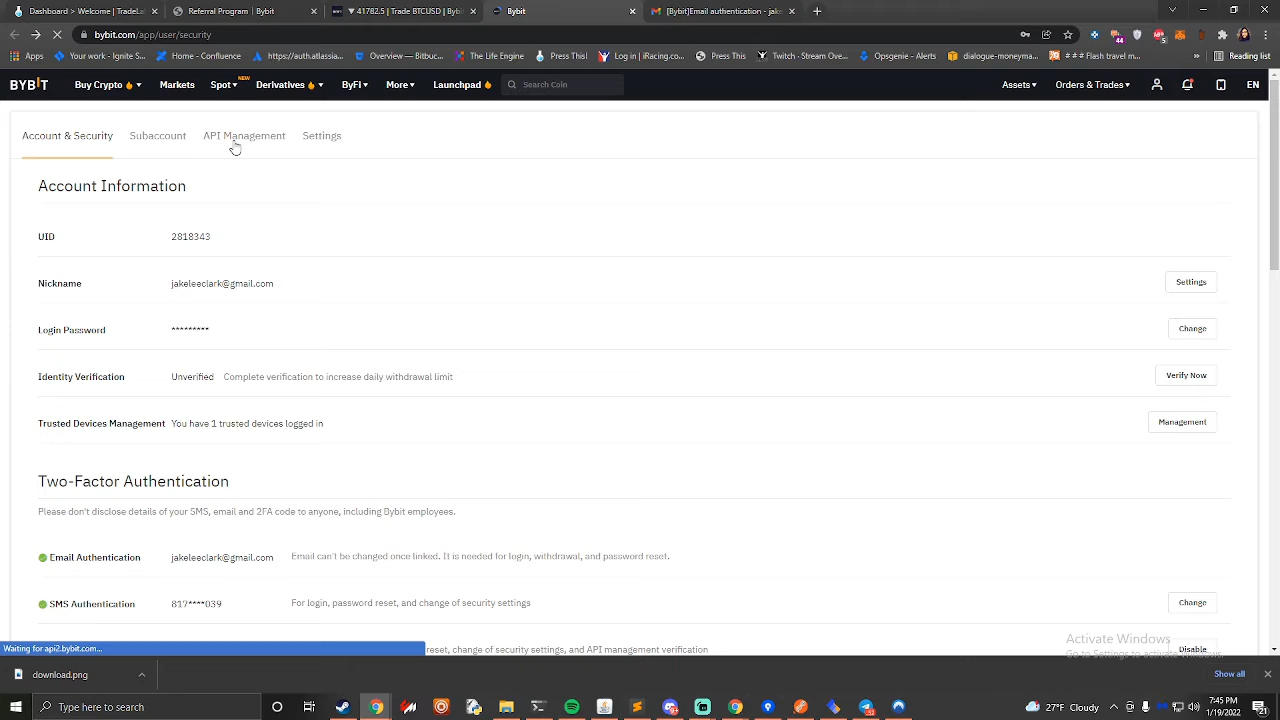 Dashboard > Welcome | TradeLa
Referral Program | Bybit
▼ 41782.5 | Trade BTCUSD | Byb
Bybit
[Bybit]Email authentication - jake
bybit.com/app/user/security
44
5
Apps
Your work - Ignite S...
Home - Confluence
https://auth.atlassia...
Overview — Bitbuc...
The Life Engine
Press This!
Log in | iRacing.co...
Press This
Twitch - Stream Ove...
Opsgenie - Alerts
dialogue-moneyma...
# # # Flash travel m...
»
Reading list
BYBIT
Buy Crypto
Markets
Spot
NEW
Derivatives
ByFi
More
Launchpad
Search Coin
Assets
Orders & Trades
EN
Account & Security
Subaccount
API Management
Settings
Account Information
UID
2818343
Nickname
jakeleeclark@gmail.com
Settings
Login Password
*********
Change
Identity Verification
Unverified
Complete verification to increase daily withdrawal limit
Verify Now
Trusted Devices Management
You have 1 trusted devices logged in
Management
Two-Factor Authentication
Please don't disclose details of your SMS, email and 2FA code to anyone, including Bybit employees.
Email Authentication
jakeleeclark@gmail.com
Email can't be changed once linked. It is needed for login, withdrawal, and password reset.
SMS Authentication
817****039
For login, password reset, and change of security settings
Change
Activate Windows
Go to Settings to activate Windows.
Waiting for api2.bybit.com...
reset, change of security settings, and API management verification
Disable
download.png
Show all
Type here to search
27°F Cloudy
7:45 PM
1/19/2022